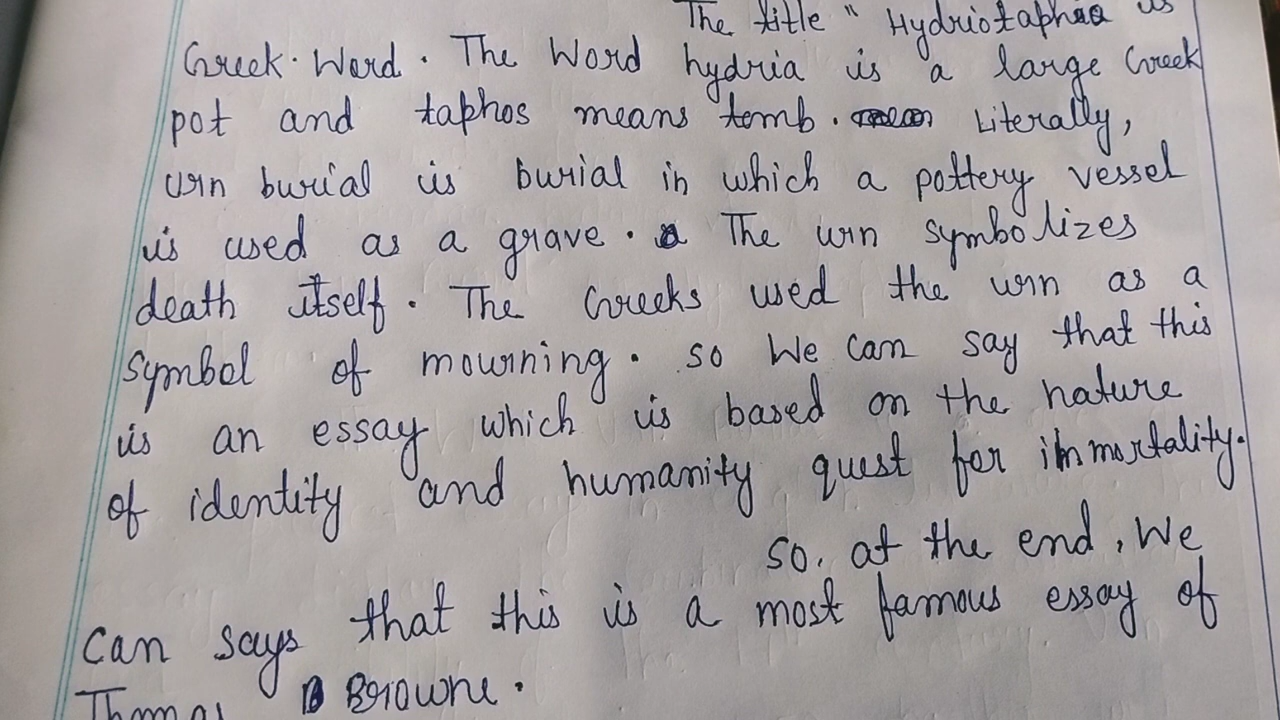 The title " Hydriotaphia is
Greek. Word. The Word hydria is a large Greek
pot and taphos means tomb. Literally,
urn burial is burial in which a pottery vessel
is used as a grave. The urn symbolizes
death itself. The Greeks used the urn as a
symbol of mourning. so We can say that this
is an essay which is based on the nature
of identity and humanity quest for immortality.
So, at the end, We
can says that this is a most famous essay of
Thomas Browne.